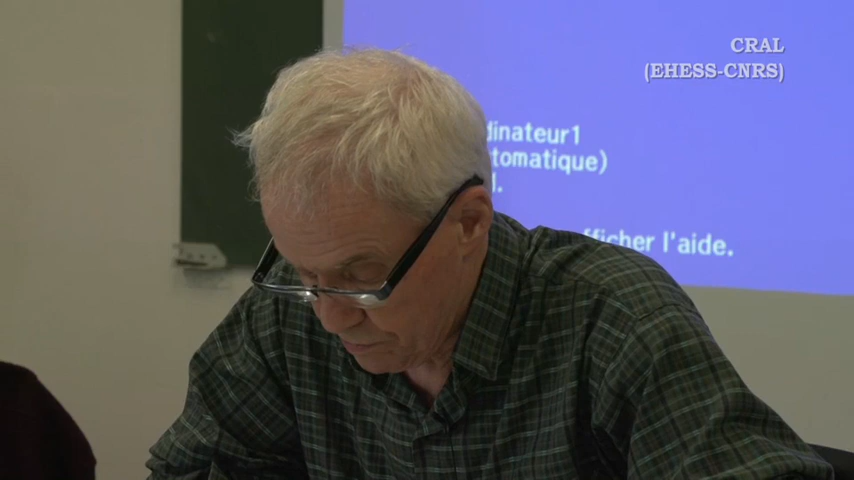 CRAL
(EHESS-CNRS)
dinateur1
tomatique)
l.
fficher l'aide.